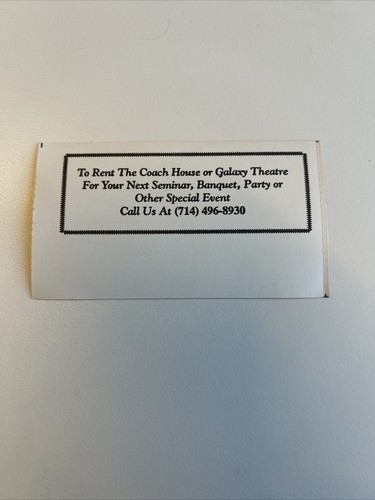 To Rent The Coach House or Galaxy Theatre
For Your Next Seminar, Banquet, Party or
Other Special Event
Call Us At (714) 496-8930